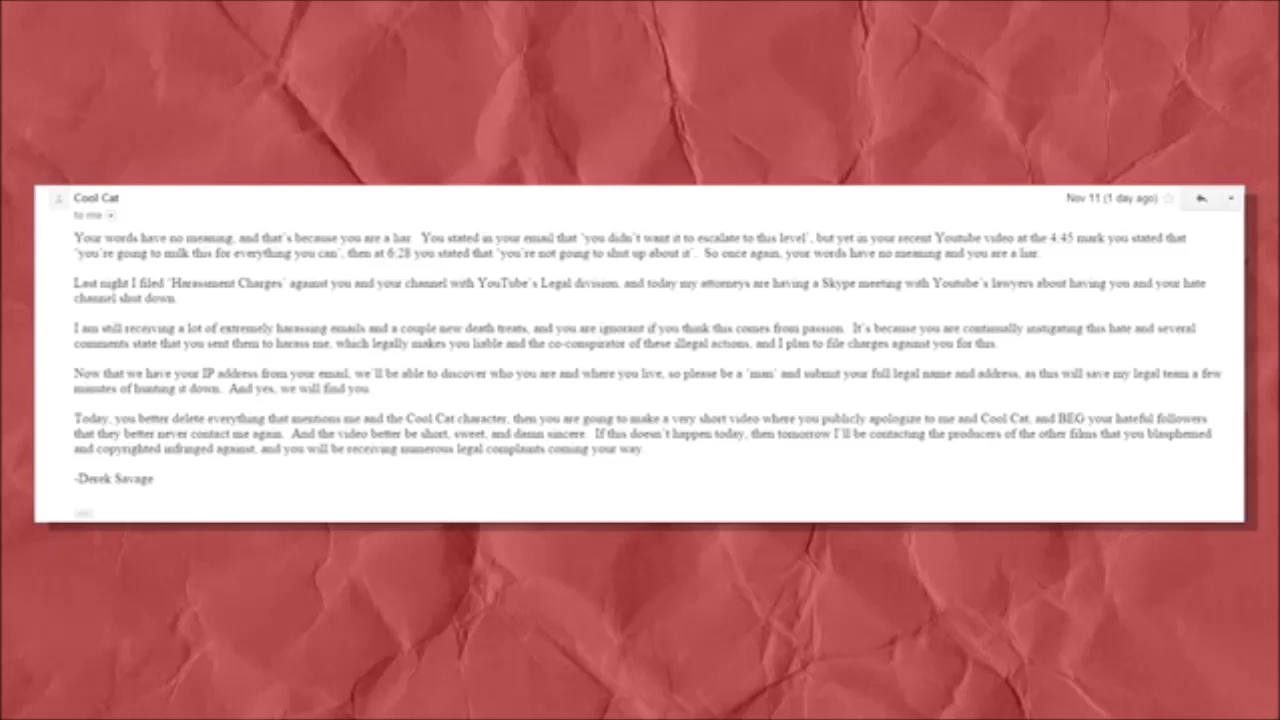 Cool Cat
Nov 11 (1 day ago)
to me
Your words have no meaning, and that's because you are a liar. You stated in your email that 'you didn't want it to escalate to this level', but yet in your recent Youtube video at the 4:45 mark you stated that
'you're going to milk this for everything you can', then at 6:28 you stated that 'you're not going to shut up about it'. So once again, your words have no meaning and you are a liar.
Last night I filed 'Harassment Charges' against you and your channel with YouTube's Legal division, and today my attorneys are having a Skype meeting with Youtube's lawyers about having you and your hate
channel shut down.
I am still receiving a lot of extremely harassing emails and a couple new death treats, and you are ignorant if you think this comes from passion. It's because you are continually instigating this hate and several
comments state that you sent them to harass me, which legally makes you liable and the co-conspirator of these illegal actions, and I plan to file charges against you for this.
Now that we have your IP address from your email, we'll be able to discover who you are and where you live, so please be a 'man' and submit your full legal name and address, as this will save my legal team a few
minutes of hunting it down. And yes, we will find you.
Today, you better delete everything that mentions me and the Cool Cat character, then you are going to make a very short video where you publicly apologize to me and Cool Cat, and BEG your hateful followers
that they better never contact me again. And the video better be short, sweet, and damn sincere. If this doesn't happen today, then tomorrow I'll be contacting the producers of the other films that you blasphemed
and copyrighted infringed against, and you will be receiving numerous legal complaints coming your way.
-Derek Savage